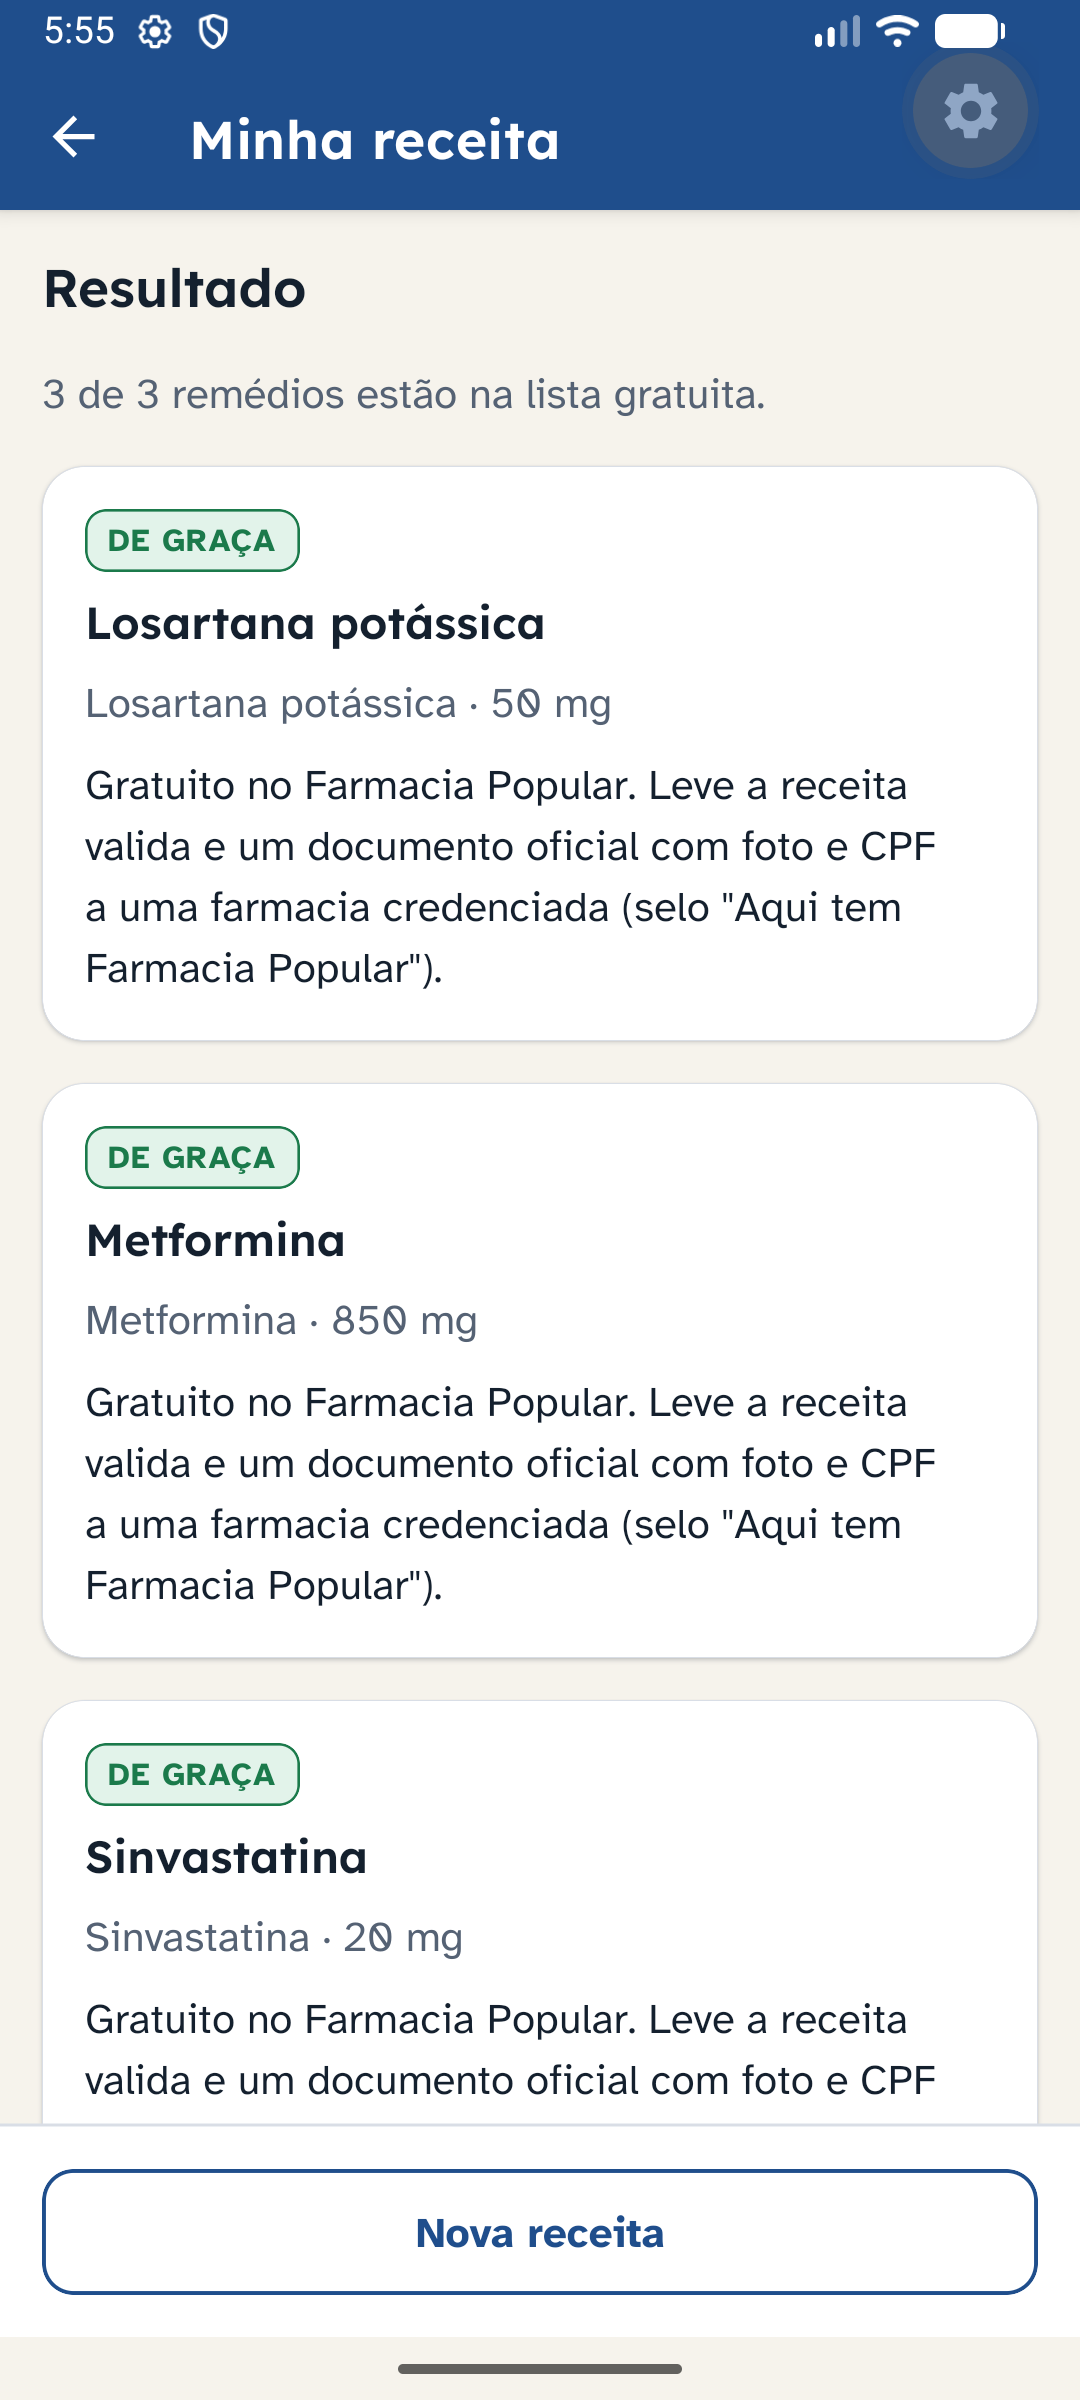 5:55
Minha receita
Resultado
3 de 3 remédios estão na lista gratuita.
DE GRAÇA
Losartana potássica
Losartana potássica · 50 mg
Gratuito no Farmacia Popular. Leve a receita
valida e um documento oficial com foto e CPF
a uma farmacia credenciada (selo "Aqui tem
Farmacia Popular").
DE GRAÇA
Metformina
Metformina · 850 mg
Gratuito no Farmacia Popular. Leve a receita
valida e um documento oficial com foto e CPF
a uma farmacia credenciada (selo "Aqui tem
Farmacia Popular").
DE GRAÇA
Sinvastatina
Sinvastatina · 20 mg
Gratuito no Farmacia Popular. Leve a receita
valida e um documento oficial com foto e CPF
Nova receita